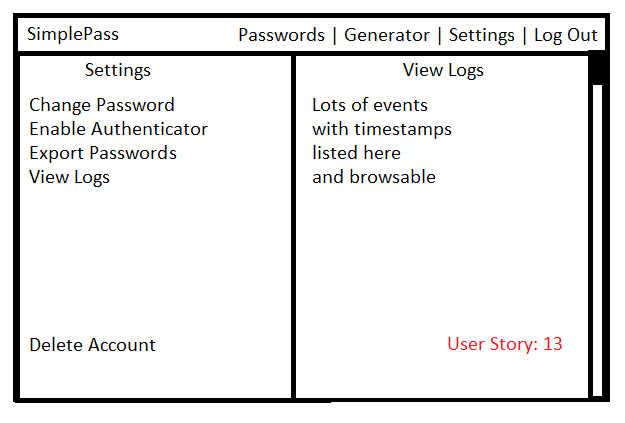 SimplePass
Passwords | Generator | Settings | Log Out
Settings
Change Password
Enable Authenticator
Export Passwords
View Logs
Delete Account
View Logs
Lots of events
with timestamps
listed here
and browsable
User Story: 13